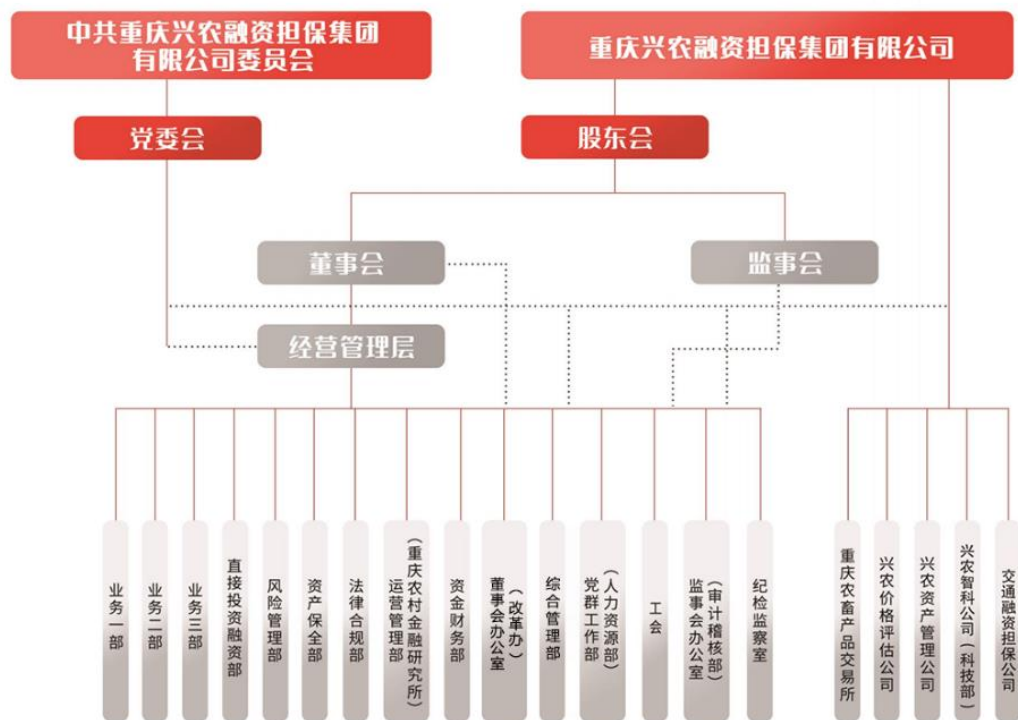 中共重庆兴农融资担保集团
有限公司委员会
重庆兴农融资担保集团有限公司
党委会
股东会
董事会
监事会
经营管理层
业务一部
业务二部
业务三部
直接投资融资部
风险管理部
资产保全部
法律合规部
运营管理部
（重庆农村金融研究所）
资金财务部
董事会办公室
（改革办）
综合管理部
党群工作部
（人力资源部）
工会
监事会办公室
（审计稽核部）
纪检监察室
重庆农畜产品交易所
兴农价格评估公司
兴农资产管理公司
兴农智科公司（科技部）
交通融资担保公司